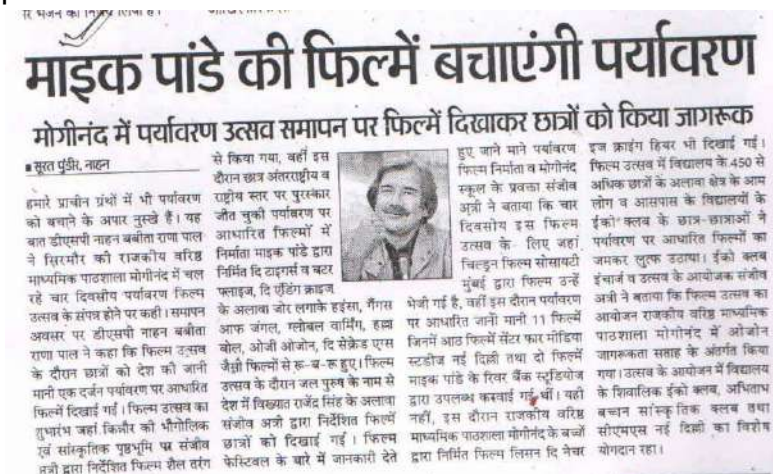 माइक पांडे की फिल्में बचाएंगी पर्यावरण
मोगीनंद में पर्यावरण उत्सव समापन पर फिल्में दिखाकर छात्रों को किया जागरूक
सूरत पुंडीर, नाहन
हमारे प्राचीन ग्रंथों में भी पर्यावरण
को बचाने के अपार नुस्खे हैं। यह
बात डीएसपी नाहन बबीता राणा पाल
ने सिरमौर की राजकीय वरिष्ठ
माध्यमिक पाठशाला मोगीनंद में चल
रहे चार दिवसीय पर्यावरण फिल्म
उत्सव के संपन्न होने पर कही। समापन
अवसर पर डीएसपी नाहन बबीता
राणा पाल ने कहा कि फिल्म उत्सव
के दौरान छात्रों को देश की जानी
मानी एक दर्जन पर्यावरण पर आधारित
फिल्में दिखाई गईं। फिल्म उत्सव का
शुभारंभ जहां किन्नौर की भौगोलिक
एवं सांस्कृतिक पृष्ठभूमि पर संजीव
अत्री द्वारा निर्देशित फिल्म शैल वरंग
से किया गया, वहीं इस
दौरान छात्र अंतरराष्ट्रीय व
राष्ट्रीय स्तर पर पुरस्कार
जीत चुकी पर्यावरण पर
आधारित फिल्मों में
निर्माता माइक पांडे द्वारा
निर्मित दि टाइगर्स व बटर
फ्लाइज, दि एडिंग क्राइज
के अलावा जोर लगाके हइंसा, गैंगस
आफ जंगल, ग्लोबल वार्मिंग, हल्ला
बोल, ओजी ओजोन, दि सेक्रेड एप्स
जैसी फिल्मों से रू-ब-रू हुए। फिल्म
उत्सव के दौरान जल पुरुष के नाम से
देश में विख्यात राजेंद्र सिंह के अलावा
संजीव अत्री द्वारा निर्देशित फिल्में
छात्रों को दिखाई गईं। फिल्म
फेस्टिवल के बारे में जानकारी देते
हुए जाने माने पर्यावरण
फिल्म निर्माता व मोगीनंद
स्कूल के प्रवक्ता संजीव
अत्री ने बताया कि चार
दिवसीय इस फिल्म
उत्सव के लिए जहां
चिल्ड्रन फिल्म सोसायटी
मुंबई द्वारा फिल्म उन्हें
भेजी गई है, वहीं इस दौरान पर्यावरण
पर आधारित जानी मानी 11 फिल्में
जिनमें आठ फिल्में सेंटर फार मीडिया
स्टडीज नई दिल्ली तथा दो फिल्में
माइक पांडे के रिवर बैंक स्टूडियोज
द्वारा उपलब्ध करवाई गई थीं। यही
नहीं, इस दौरान राजकीय वरिष्ठ
माध्यमिक पाठशाला मोगीनंद के बच्चों
द्वारा निर्मित फिल्म लिसन दि नेचर
इज क्राइंग हियर भी दिखाई गई।
फिल्म उत्सव में विद्यालय के 450 से
अधिक छात्रों के अलावा क्षेत्र के आम
लोग व आसपास के विद्यालयों के
ईको क्लब के छात्र-छात्राओं ने
पर्यावरण पर आधारित फिल्मों का
जमकर लुत्फ उठाया। ईको क्लब
इंचार्ज व उत्सव के आयोजक संजीव
अत्री ने बताया कि फिल्म उत्सव का
आयोजन राजकीय वरिष्ठ माध्यमिक
पाठशाला मोगीनंद में ओजोन
जागरूकता सप्ताह के अंतर्गत किया
गया। उत्सव के आयोजन में विद्यालय
के शिवालिक ईको क्लब, अभिताभ
बच्चन सांस्कृतिक क्लब तथा
सीएमएस नई दिल्ली का विशेष
योगदान रहा।